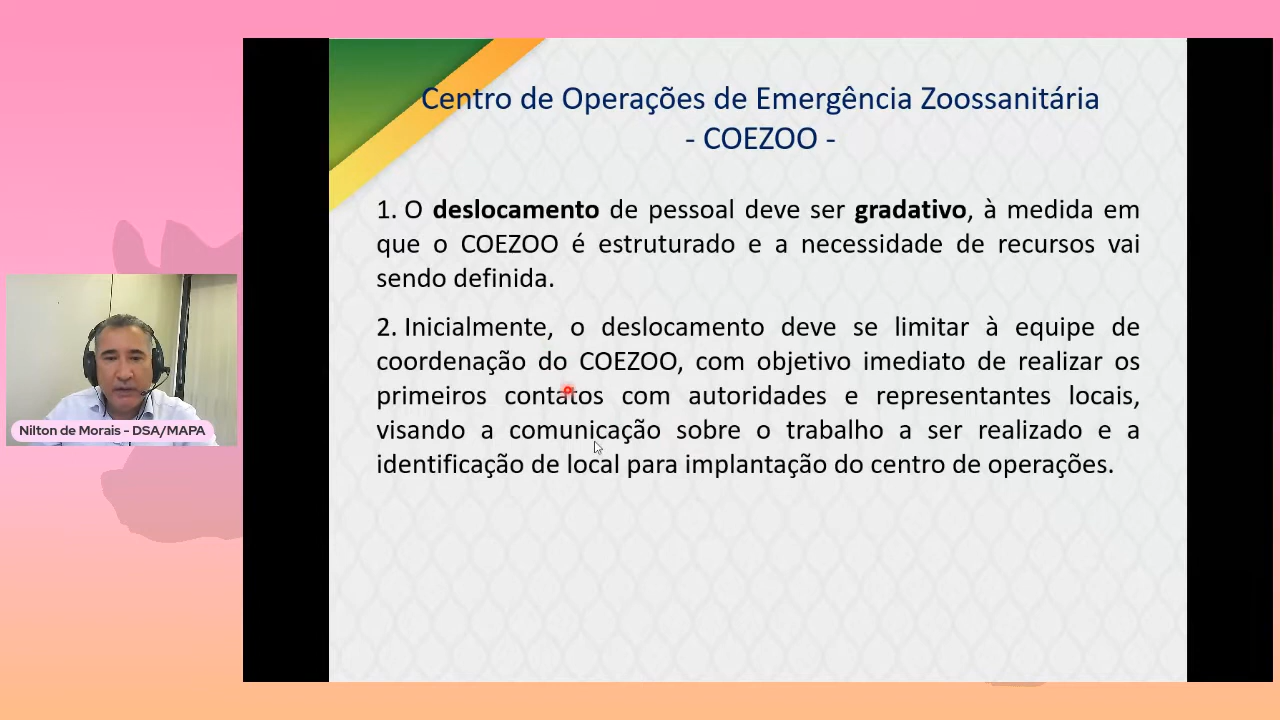 Centro de Operações de Emergência Zoossanitária
- COEZOO -
1. O deslocamento de pessoal deve ser gradativo, à medida em
que o COEZOO é estruturado e a necessidade de recursos vai
sendo definida.
2. Inicialmente, o deslocamento deve se limitar à equipe de
coordenação do COEZOO, com objetivo imediato de realizar os
primeiros contatos com autoridades e representantes locais,
visando a comunicação sobre o trabalho a ser realizado e a
identificação de local para implantação do centro de operações.
Nilton de Morais - DSA/MAPA